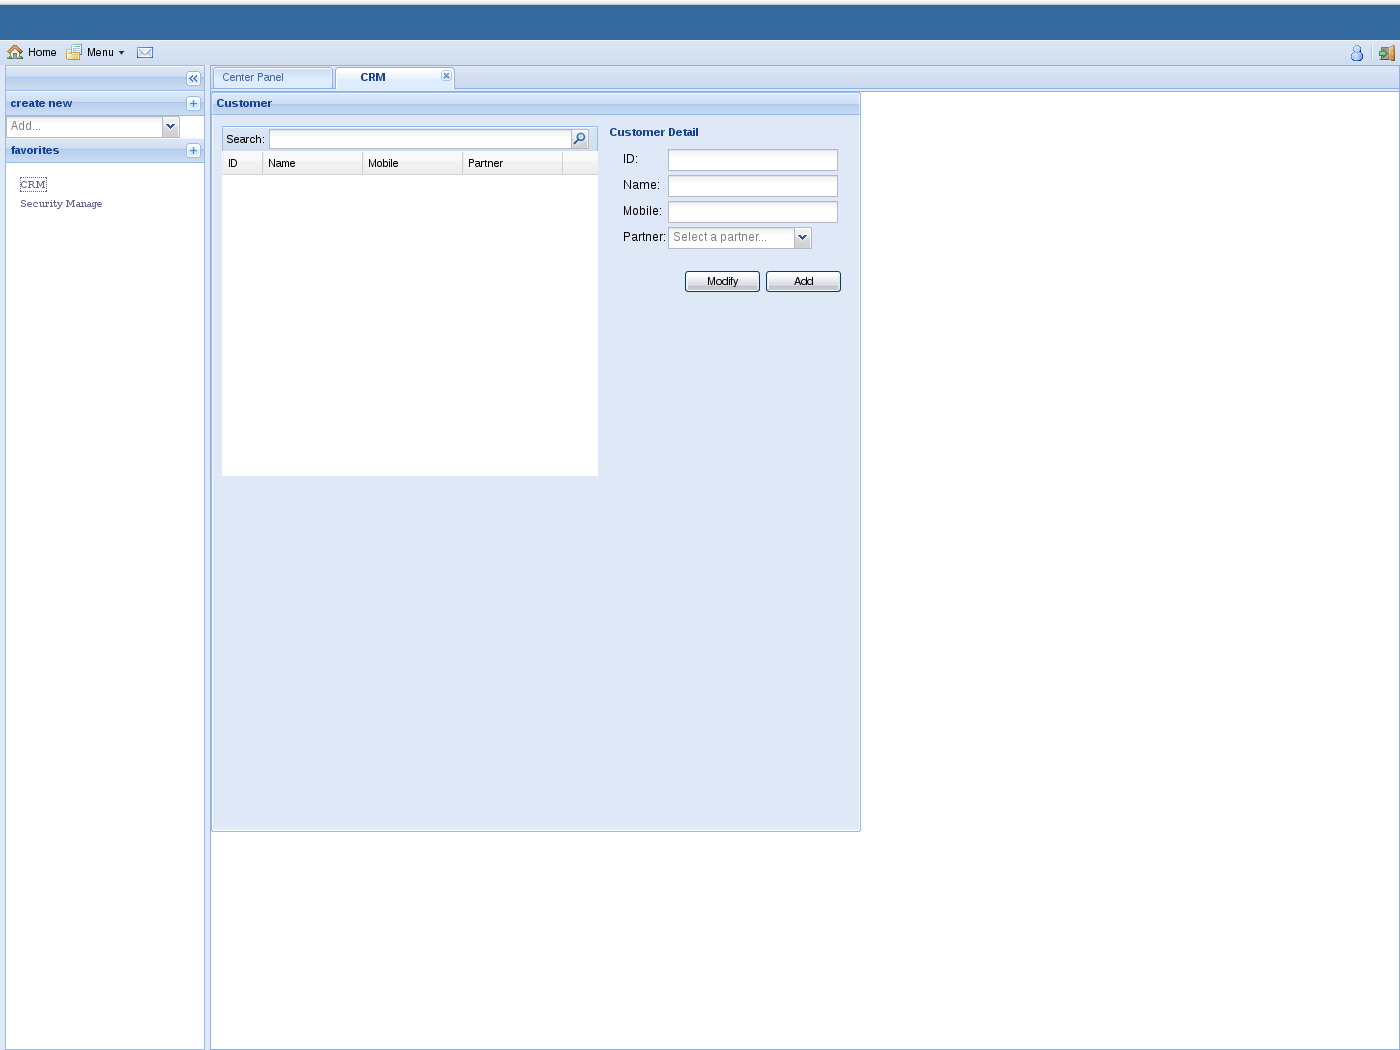 Home Menu
Center Panel CRM
create new
Add...
favorites
CRM
Security Manage
Customer
Search:
ID Name Mobile Partner
Customer Detail
ID:
Name:
Mobile:
Partner: Select a partner...
Modify Add